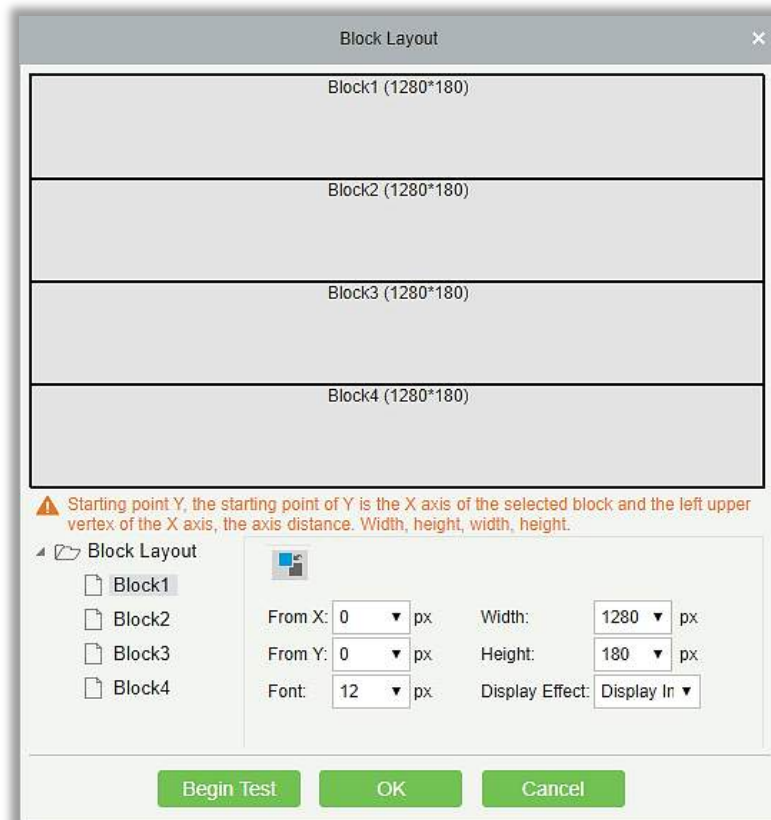 Block Layout
Block1 (1280*180)
Block2 (1280*180)
Block3 (1280*180)
Block4 (1280*180)
Starting point Y, the starting point of Y is the X axis of the selected block and the left upper
vertex of the X axis, the axis distance. Width, height, width, height.
Block Layout
Block1
Block2
Block3
Block4
From X: 0 px Width: 1280 px
From Y: 0 px Height: 180 px
Font: 12 px Display Effect: Display In
Begin Test OK Cancel